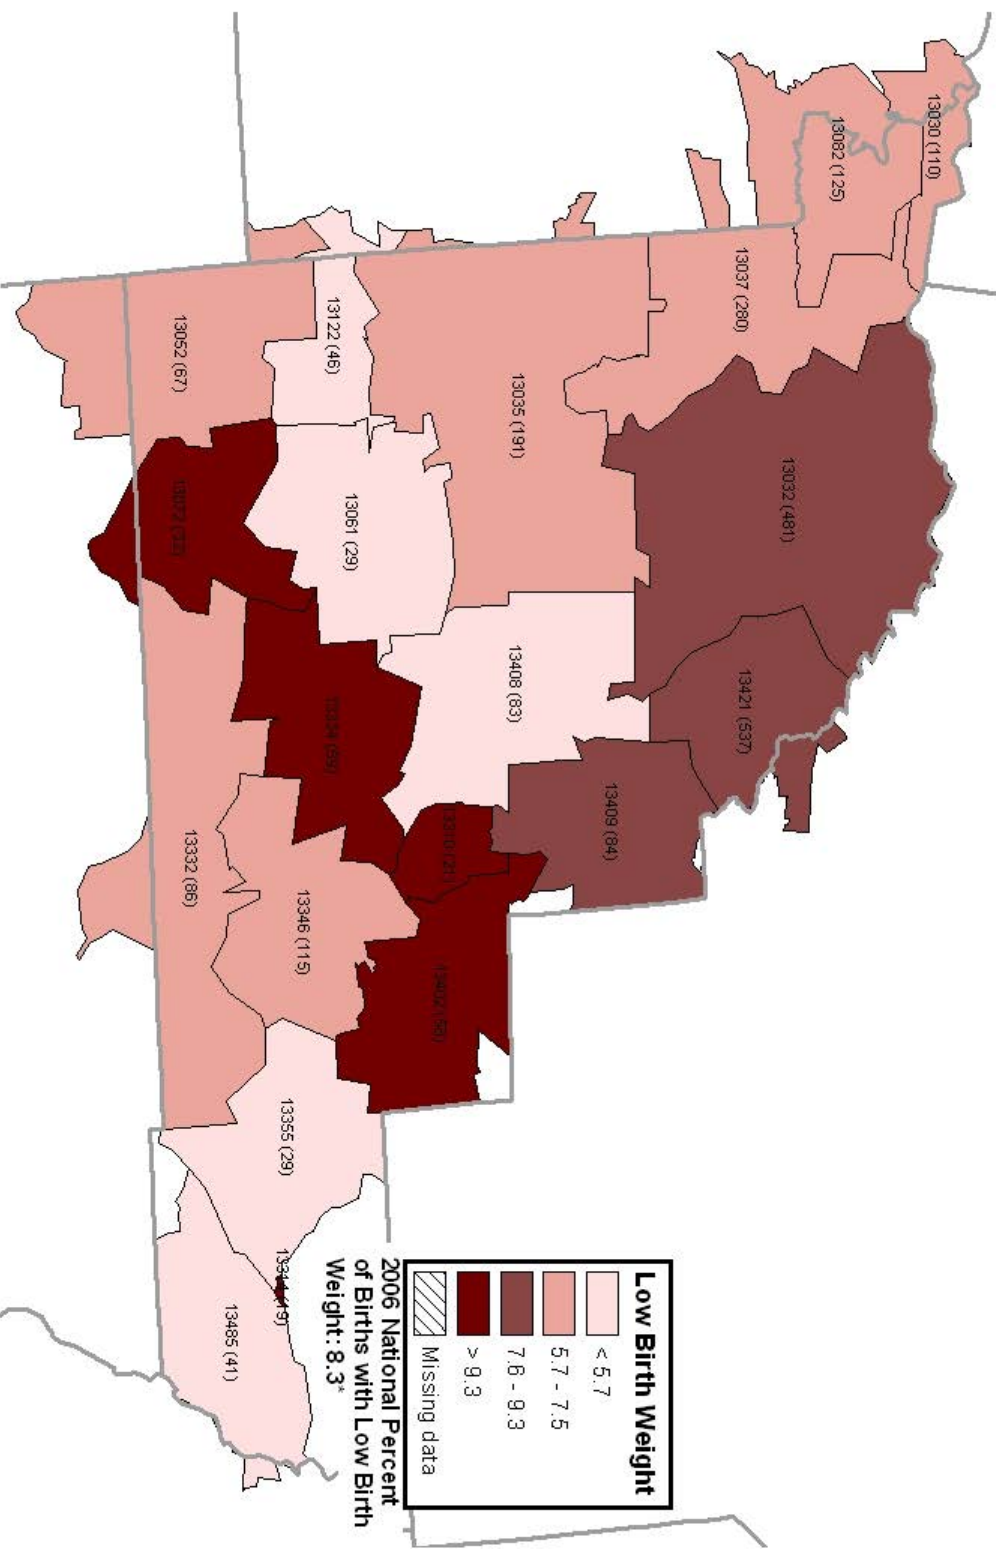 13030 (110)
13082 (125)
13037 (280)
13032 (481)
13421 (537)
13035 (191)
13122 (46)
13061 (29)
13408 (83)
13409 (84)
13052 (67)
13334 (59)
13332 (86)
13346 (115)
13355 (29)
13485 (41)
Low Birth Weight
< 5.7
5.7 - 7.5
7.6 - 9.3
> 9.3
Missing data
2006 National Percent
of Births with Low Birth
Weight: 8.3*